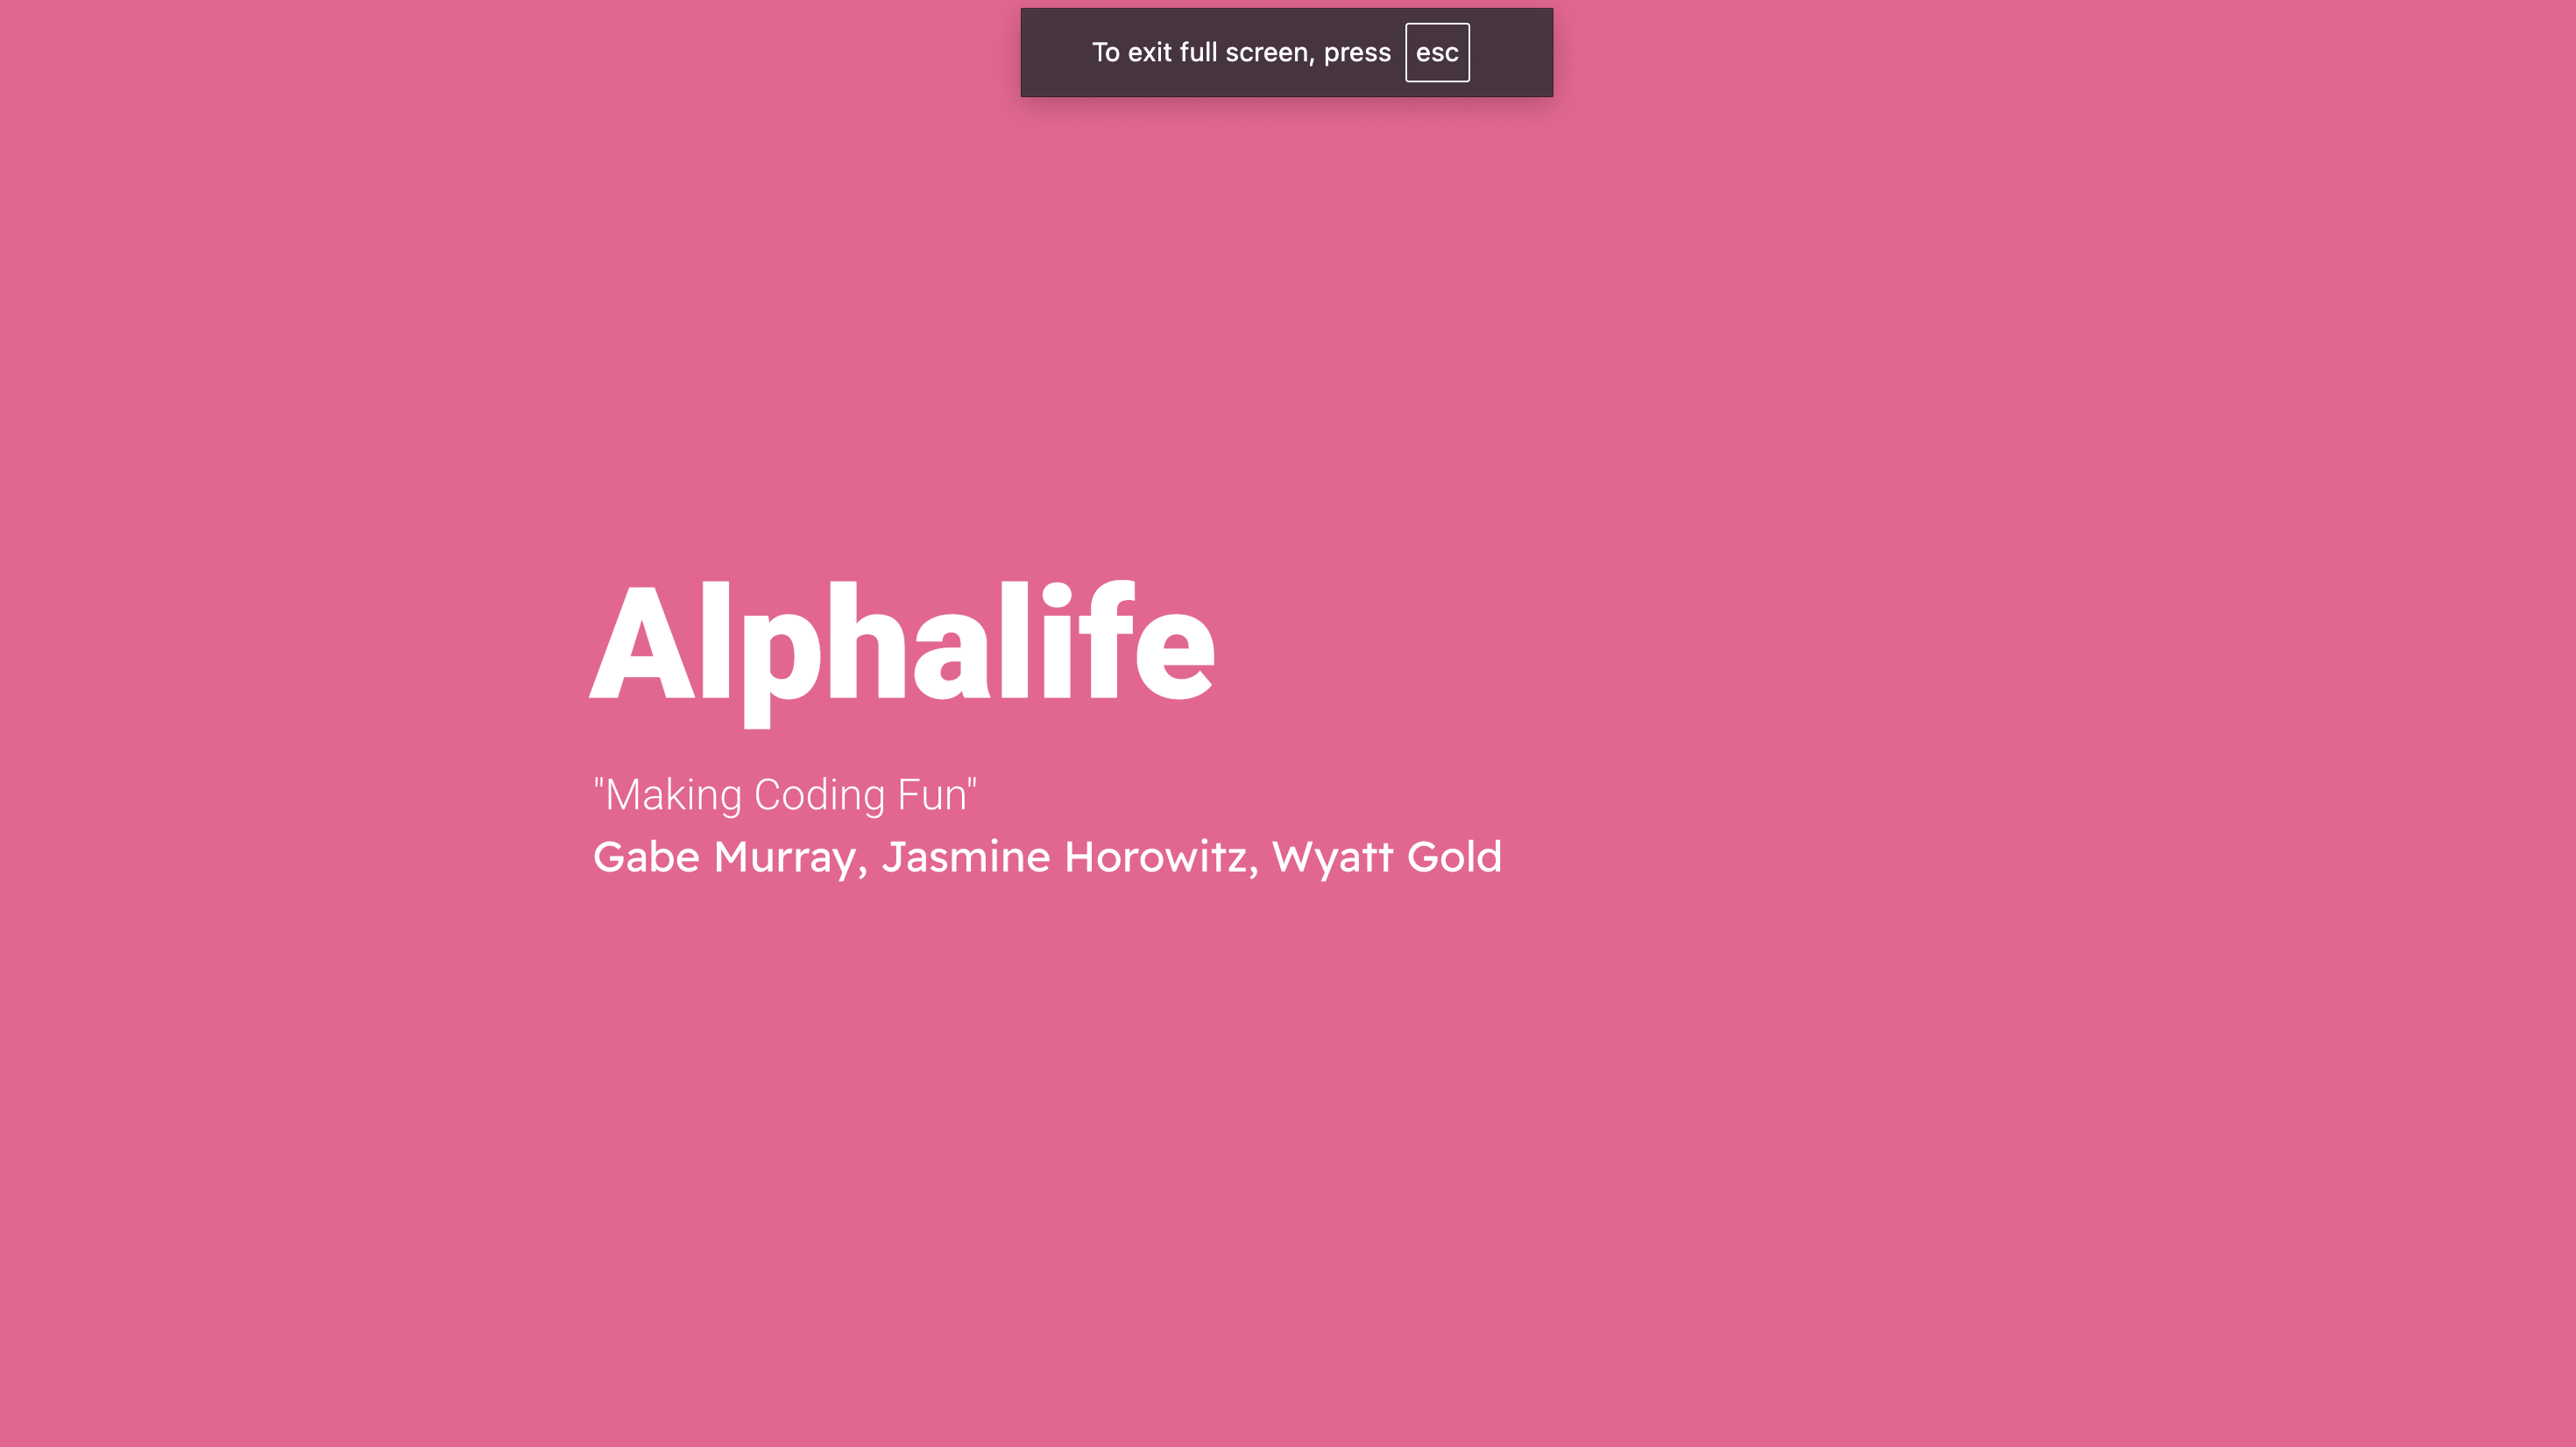 To exit full screen, press esc
Alphalife
"Making Coding Fun"
Gabe Murray, Jasmine Horowitz, Wyatt Gold